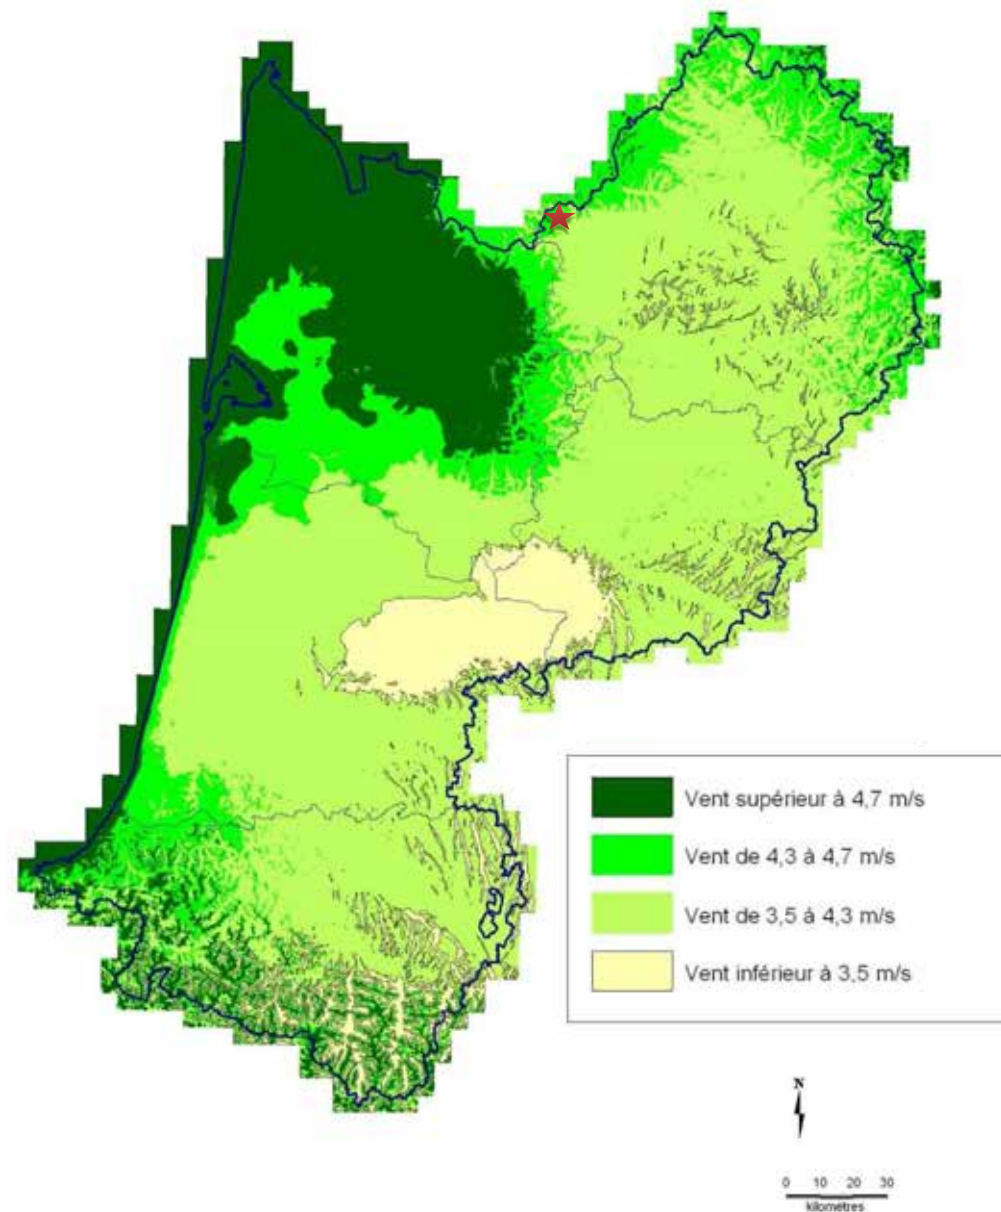 Vent supérieur à 4,7 m/s
Vent de 4,3 à 4,7 m/s
Vent de 3,5 à 4,3 m/s
Vent inférieur à 3,5 m/s
N
0 10 20 30
kilomètres